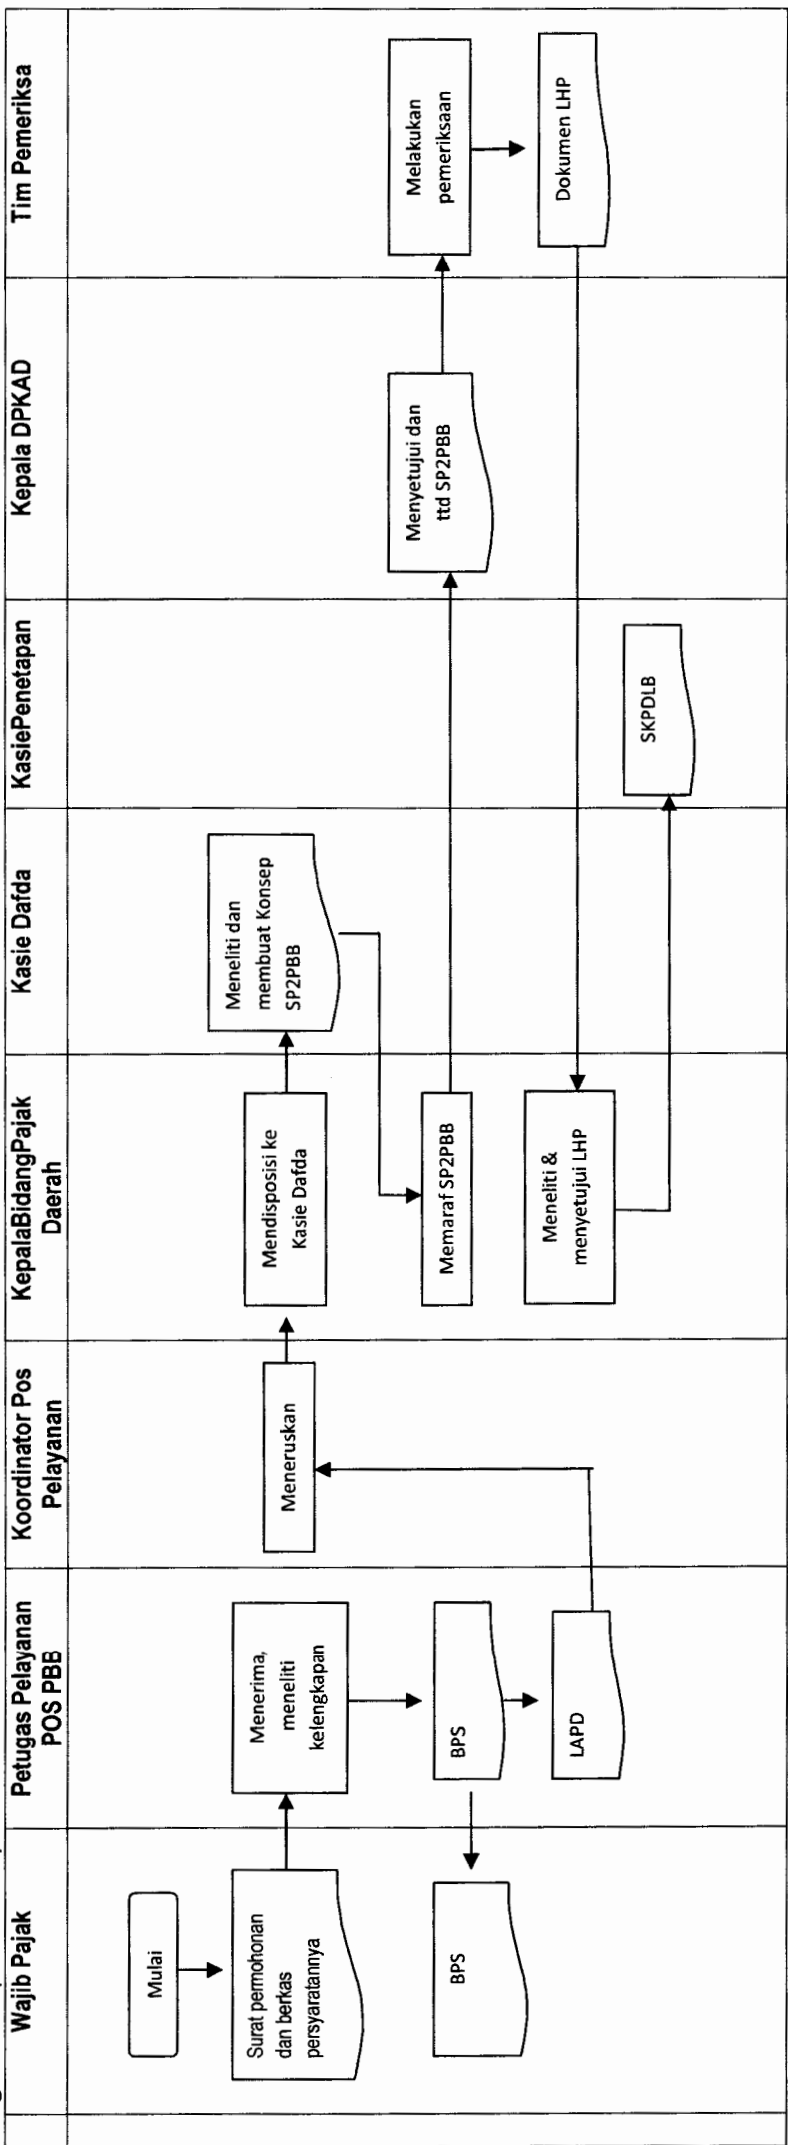 Wajib Pajak
Petugas Pelayanan
POS PBB
Koordinator Pos
Pelayanan
KepalaBidangPajak
Daerah
Kasie Dafda
KasiePenetapan
Kepala DPKAD
Tim Pemeriksa
Mulai
Surat permohonan
dan berkas
persyaratannya
BPS
Menerima,
meneliti
kelengkapan
BPS
LAPD
Meneruskan
Mendisposisi ke
Kasie Dafda
Memaraf SP2PBB
Meneliti &
menyetujui LHP
Meneliti dan
membuat Konsep
SP2PBB
SKPDLB
Menyetujui dan
ttd SP2PBB
Melakukan
pemeriksaan
Dokumen LHP